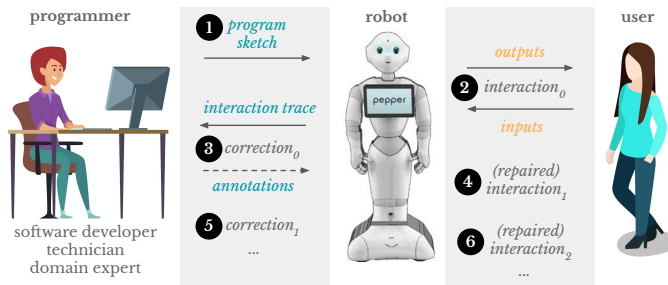 programmer
1 program
sketch
interaction trace
3 correction0
annotations
5 correction1
...
software developer
technician
domain expert
robot
pepper
user
outputs
2 interaction0
inputs
4 (repaired)
interaction1
6 (repaired)
interaction2
...